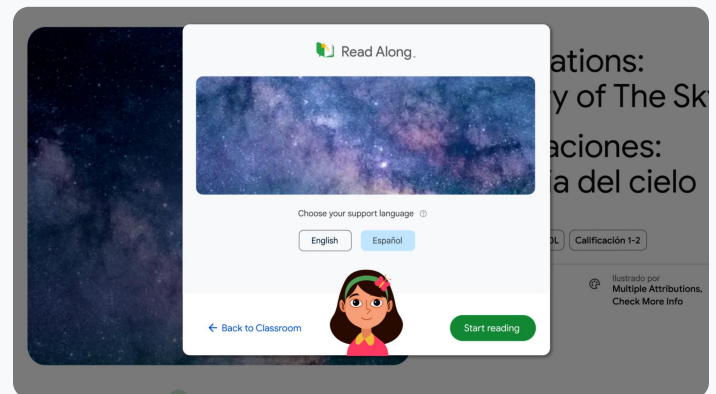 Read Along
ations:
y of The Sk
aciones:
ía del cielo
Choose your support language
English
Español
Calificación 1-2
Ilustrado por
Multiple Attributions,
Check More Info
← Back to Classroom
Start reading